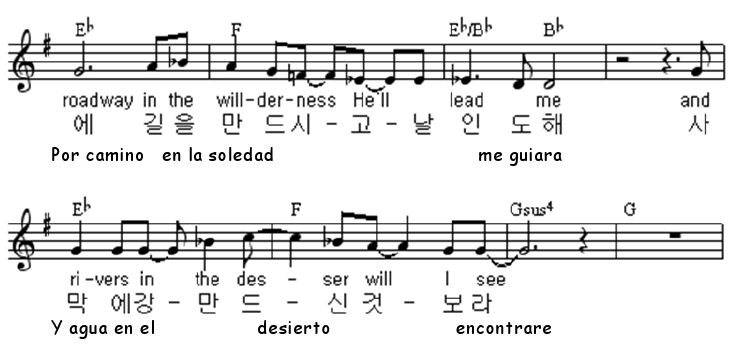 E♭ F E♭/B♭ B♭
roadway in the will-der-ness He'll lead me and
에 길을 만 드시-고-날 인 도해 사
Por camino en la soledad me guiara
E♭ F Gsus4 G
ri-vers in the des - ser will I see
막 에강-만 드-신 것-보라
Y agua en el desierto encontrare